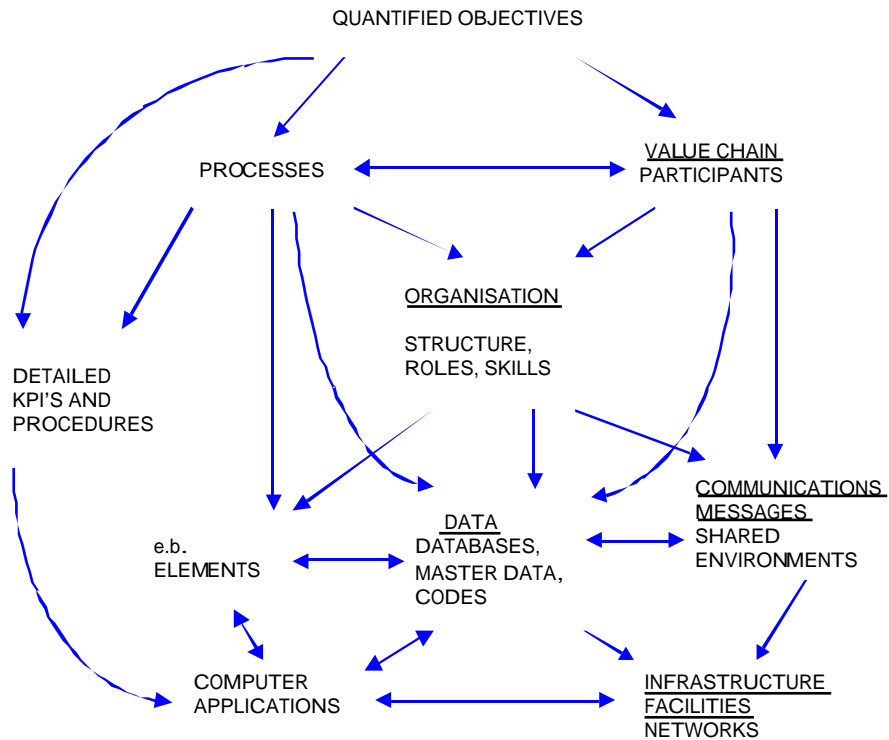 QUANTIFIED OBJECTIVES
PROCESSES
VALUE CHAIN
PARTICIPANTS
ORGANISATION
STRUCTURE,
ROLES, SKILLS
DETAILED
KPI'S AND
PROCEDURES
e.b.
ELEMENTS
DATA
DATABASES,
MASTER DATA,
CODES
COMMUNICATIONS
MESSAGES
SHARED
ENVIRONMENTS
COMPUTER
APPLICATIONS
INFRASTRUCTURE
FACILITIES
NETWORKS